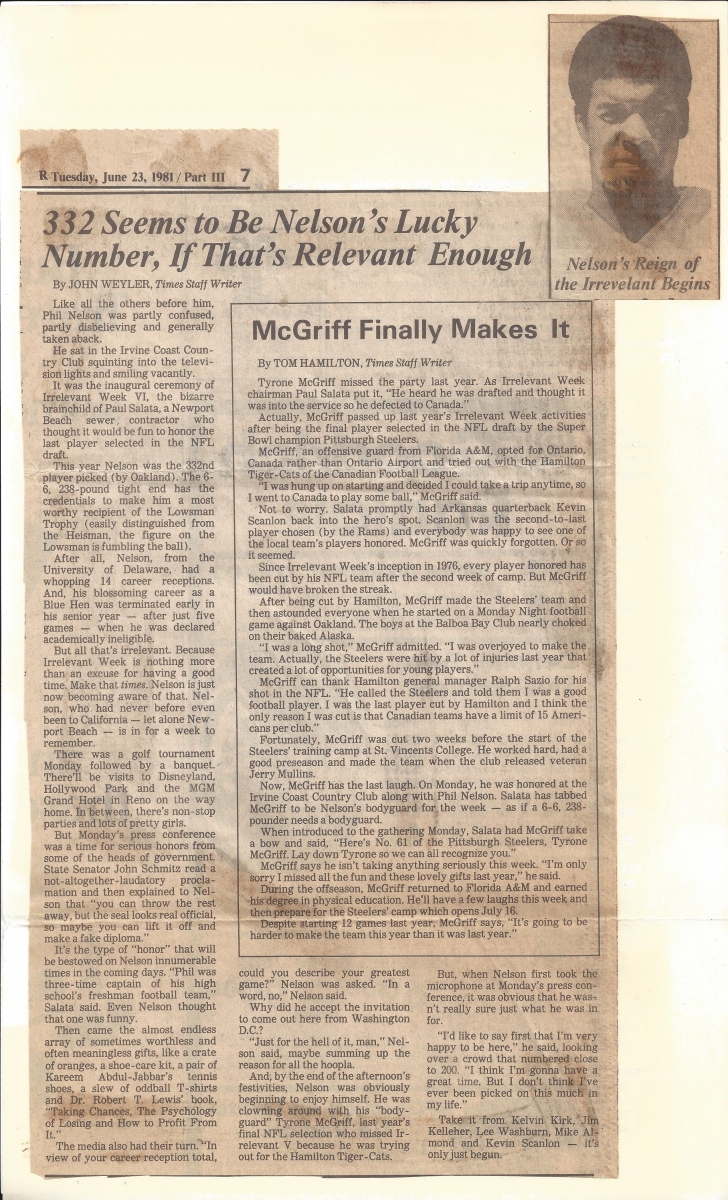 R Tuesday, June 23, 1981 / Part III 7
332 Seems to Be Nelson's Lucky
Number, If That's Relevant Enough
By JOHN WEYLER, Times Staff Writer
Nelson's Reign of
the Irrevelant Begins
Like all the others before him,
Phil Nelson was partly confused,
partly disbelieving and generally
taken aback.
He sat in the Irvine Coast Coun-
try Club squinting into the televi-
sion lights and smiling vacantly.
It was the inaugural ceremony of
Irrelevant Week VI, the bizarre
brainchild of Paul Salata, a Newport
Beach sewer contractor who
thought it would be fun to honor the
last player selected in the NFL
draft.
This year Nelson was the 332nd
player picked (by Oakland). The 6-
6, 238-pound tight end has the
credentials to make him a most
worthy recipient of the Lowsman
Trophy (easily distinguished from
the Heisman, the figure on the
Lowsman is fumbling the ball).
After all, Nelson, from the
University of Delaware, had a
whopping 14 career receptions.
And, his blossoming career as a
Blue Hen was terminated early in
his senior year — after just five
games — when he was declared
academically ineligible.
But all that's irrelevant. Because
Irrelevant Week is nothing more
than an excuse for having a good
time. Make that times. Nelson is just
now becoming aware of that. Nel-
son, who had never before even
been to California — let alone New-
port Beach — is in for a week to
remember.
There was a golf tournament
Monday followed by a banquet.
There'll be visits to Disneyland,
Hollywood Park and the MGM
Grand Hotel in Reno on the way
home. In between, there's non-stop
parties and lots of pretty girls.
But Monday's press conference
was a time for serious honors from
some of the heads of government.
State Senator John Schmitz read a
not-altogether-laudatory procla-
mation and then explained to Nel-
son that "you can throw the rest
away, but the seal looks real official,
so maybe you can lift it off and
make a fake diploma."
It's the type of "honor" that will
be bestowed on Nelson innumerable
times in the coming days. "Phil was
three-time captain of his high
school's freshman football team,"
Salata said. Even Nelson thought
that one was funny.
Then came the almost endless
array of sometimes worthless and
often meaningless gifts, like a crate
of oranges, a shoe-care kit, a pair of
Kareem Abdul-Jabbar's tennis
shoes, a slew of oddball T-shirts
and Dr. Robert T. Lewis' book,
"Taking Chances, The Psychology
of Losing and How to Profit From
It."
The media also had their turn. "In
view of your career reception total,
could you describe your greatest
game?" Nelson was asked. "In a
word, no," Nelson said.
Why did he accept the invitation
to come out here from Washington
D.C.?
"Just for the hell of it, man," Nel-
son said, maybe summing up the
reason for all the hoopla.
And, by the end of the afternoon's
festivities, Nelson was obviously
beginning to enjoy himself. He was
clowning around with his "body-
guard" Tyrone McGriff, last year's
final NFL selection who missed Ir-
relevant V because he was trying
out for the Hamilton Tiger-Cats.
But, when Nelson first took the
microphone at Monday's press con-
ference, it was obvious that he was-
n't really sure just what he was in
for.
"I'd like to say first that I'm very
happy to be here," he said, looking
over a crowd that numbered close
to 200. "I think I'm gonna have a
great time. But I don't think I've
ever been picked on this much in
my life."
Take it from Kelvin Kirk, Jim
Kelleher, Lee Washburn, Mike Al-
mond and Kevin Scanlon — it's
only just begun.
McGriff Finally Makes It
By TOM HAMILTON, Times Staff Writer
Tyrone McGriff missed the party last year. As Irrelevant Week
chairman Paul Salata put it, "He heard he was drafted and thought it
was into the service so he defected to Canada."
Actually, McGriff passed up last year's Irrelevant Week activities
after being the final player selected in the NFL draft by the Super
Bowl champion Pittsburgh Steelers.
McGriff, an offensive guard from Florida A&M, opted for Ontario,
Canada rather than Ontario Airport and tried out with the Hamilton
Tiger-Cats of the Canadian Football League.
"I was hung up on starting and decided I could take a trip anytime, so
I went to Canada to play some ball," McGriff said.
Not to worry. Salata promptly had Arkansas quarterback Kevin
Scanlon back into the hero's spot. Scanlon was the second-to-last
player chosen (by the Rams) and everybody was happy to see one of
the local team's players honored. McGriff was quickly forgotten. Or so
it seemed.
Since Irrelevant Week's inception in 1976, every player honored has
been cut by his NFL team after the second week of camp. But McGriff
would have broken the streak.
After being cut by Hamilton, McGriff made the Steelers' team and
then astounded everyone when he started on a Monday Night football
game against Oakland. The boys at the Balboa Bay Club nearly choked
on their baked Alaska.
"I was a long shot," McGriff admitted. "I was overjoyed to make the
team. Actually, the Steelers were hit by a lot of injuries last year that
created a lot of opportunities for young players."
McGriff can thank Hamilton general manager Ralph Sazio for his
shot in the NFL. "He called the Steelers and told them I was a good
football player. I was the last player cut by Hamilton and I think the
only reason I was cut is that Canadian teams have a limit of 15 Ameri-
cans per club."
Fortunately, McGriff was cut two weeks before the start of the
Steelers' training camp at St. Vincents College. He worked hard, had a
good preseason and made the team when the club released veteran
Jerry Mullins.
Now, McGriff has the last laugh. On Monday, he was honored at the
Irvine Coast Country Club along with Phil Nelson. Salata has tabbed
McGriff to be Nelson's bodyguard for the week — as if a 6-6, 238-
pounder needs a bodyguard.
When introduced to the gathering Monday, Salata had McGriff take
a bow and said, "Here's No. 61 of the Pittsburgh Steelers, Tyrone
McGriff. Lay down Tyrone so we can all recognize you."
McGriff says he isn't taking anything seriously this week. "I'm only
sorry I missed all the fun and these lovely gifts last year," he said.
During the offseason, McGriff returned to Florida A&M and earned
his degree in physical education. He'll have a few laughs this week and
then prepare for the Steelers' camp which opens July 16.
Despite starting 12 games last year, McGriff says, "It's going to be
harder to make the team this year than it was last year."